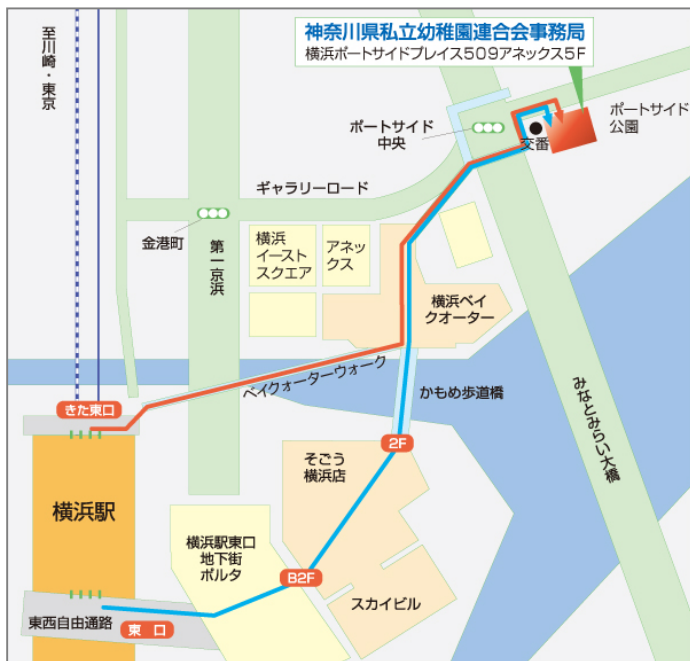 神奈川県私立幼稚園連合会事務局
横浜ポートサイドプレイス509アネックス5F
至川崎・東京
ポートサイド
中央
交番
ポートサイド
公園
ギャラリーロード
金港町
第一京浜
横浜
イースト
スクエア
アネッ
クス
横浜ベイ
クオーター
ベイクォーターウォーク
かもめ歩道橋
みなとみらい大橋
きた東口
2F
そごう
横浜店
横浜駅
横浜駅東口
地下街
ポルタ
B2F
スカイビル
東西自由通路
東 口